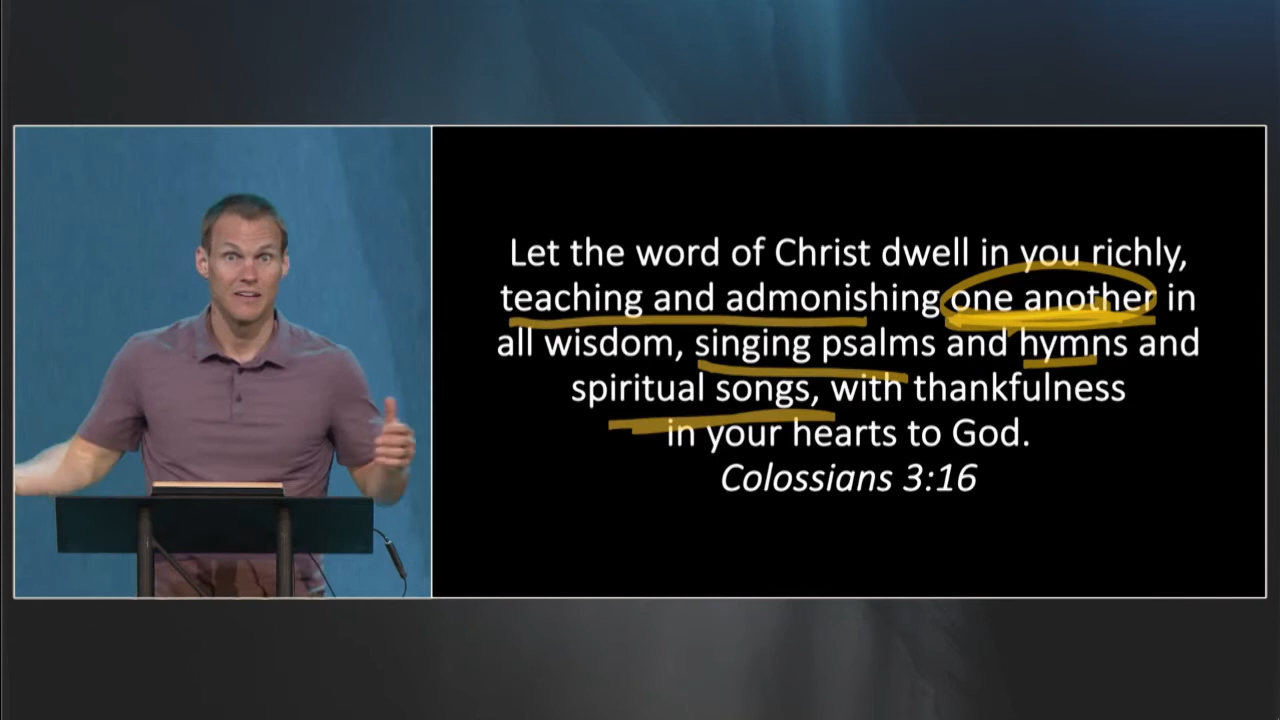 Let the word of Christ dwell in you richly,
teaching and admonishing one another in
all wisdom, singing psalms and hymns and
spiritual songs, with thankfulness
in your hearts to God.
Colossians 3:16